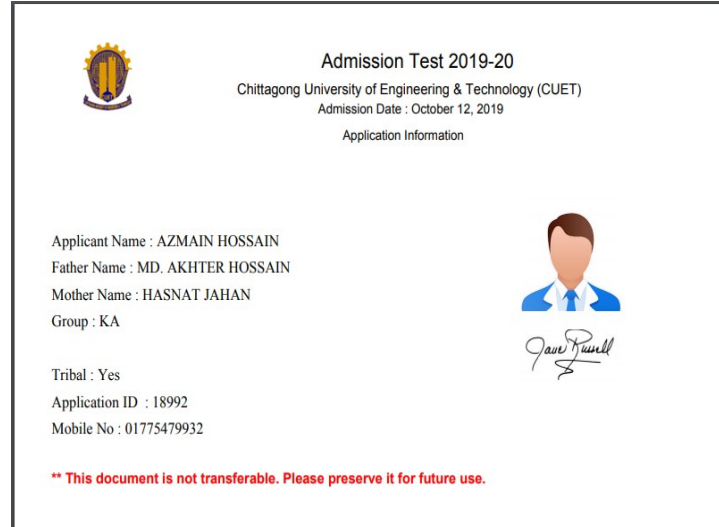 Admission Test 2019-20
Chittagong University of Engineering & Technology (CUET)
Admission Date : October 12, 2019
Application Information
Applicant Name : AZMAIN HOSSAIN
Father Name : MD. AKHTER HOSSAIN
Mother Name : HASNAT JAHAN
Group : KA
Jane Russell
Tribal : Yes
Application ID : 18992
Mobile No : 01775479932
** This document is not transferable. Please preserve it for future use.